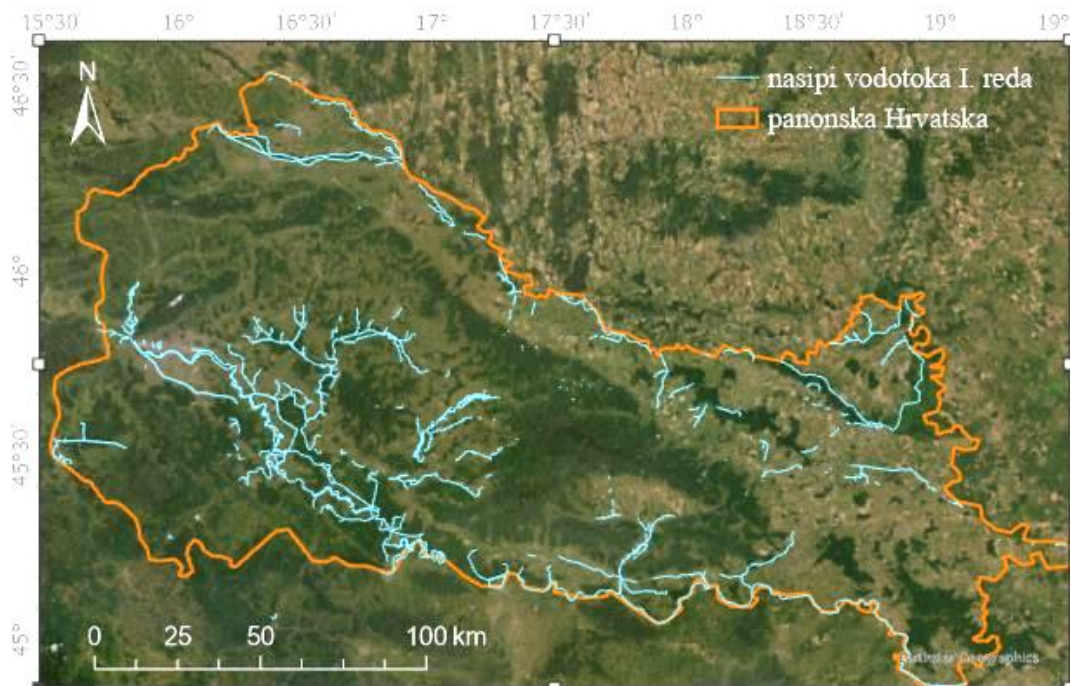 15°30' 16° 16°30' 17° 17°30' 18° 18°30' 19° 19°
46°30'
N
nasipi vodotoka I. reda
panonska Hrvatska
46°
45°30'
45°
0 25 50 100 km
Geographics